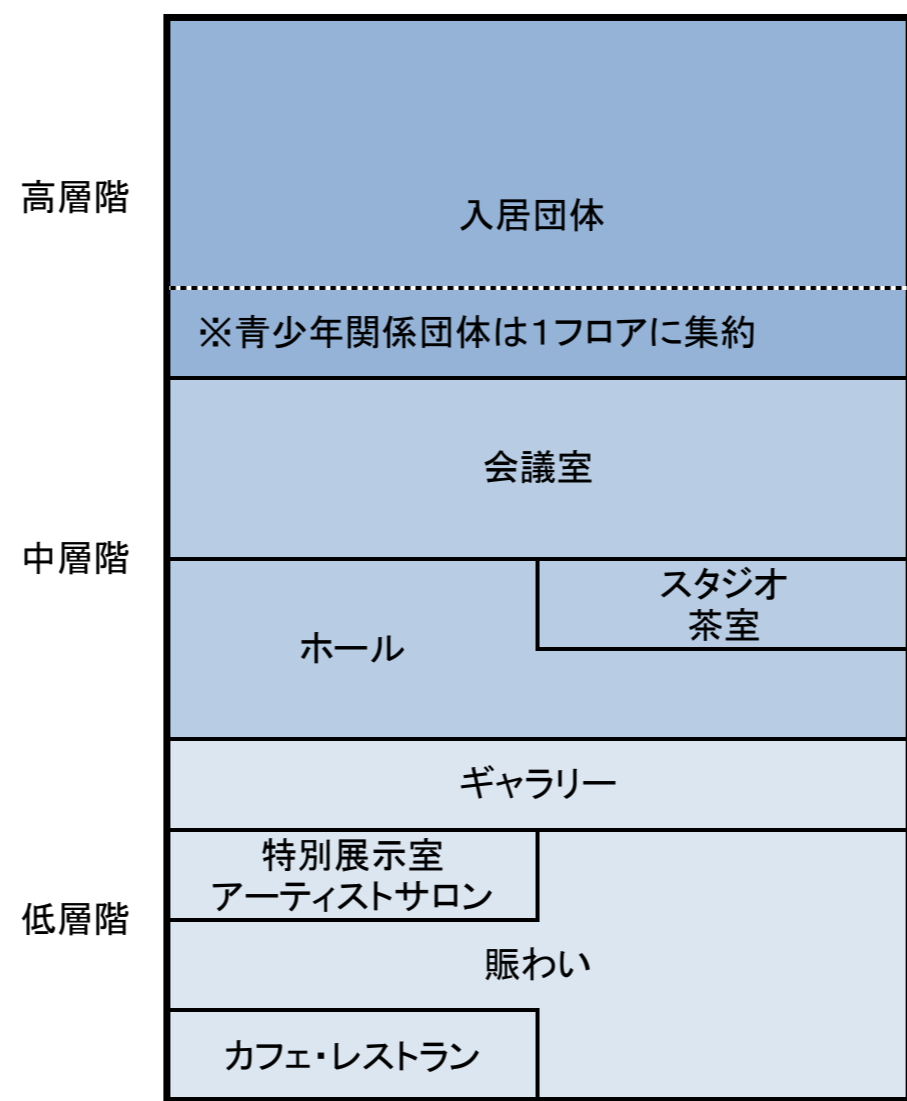 高層階
入居団体
※青少年関係団体は1フロアに集約
中層階
会議室
スタジオ
茶室
ホール
ギャラリー
低層階
特別展示室
アーティストサロン
賑わい
カフェ・レストラン